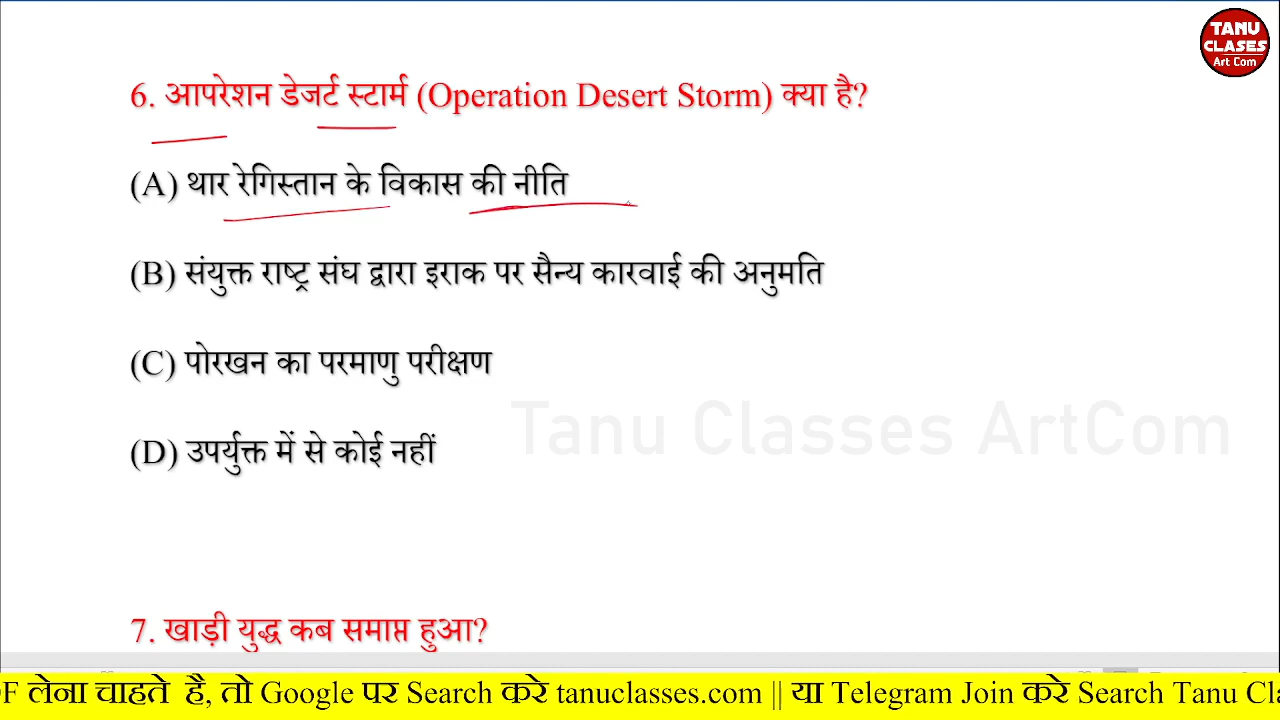 TANU
CLASES
Art Com
6. आपरेशन डेजर्ट स्टार्म (Operation Desert Storm) क्या है?
(A) थार रेगिस्तान के विकास की नीति
(B) संयुक्त राष्ट्र संघ द्वारा इराक पर सैन्य कारवाई की अनुमति
(C) पोरखन का परमाणु परीक्षण
Tanu Classes ArtCom
(D) उपर्युक्त में से कोई नहीं
7. खाड़ी युद्ध कब समाप्त हुआ?
F लेना चाहते है, तो Google पर Search करे tanuclasses.com || या Telegram Join करे Search Tanu Cla